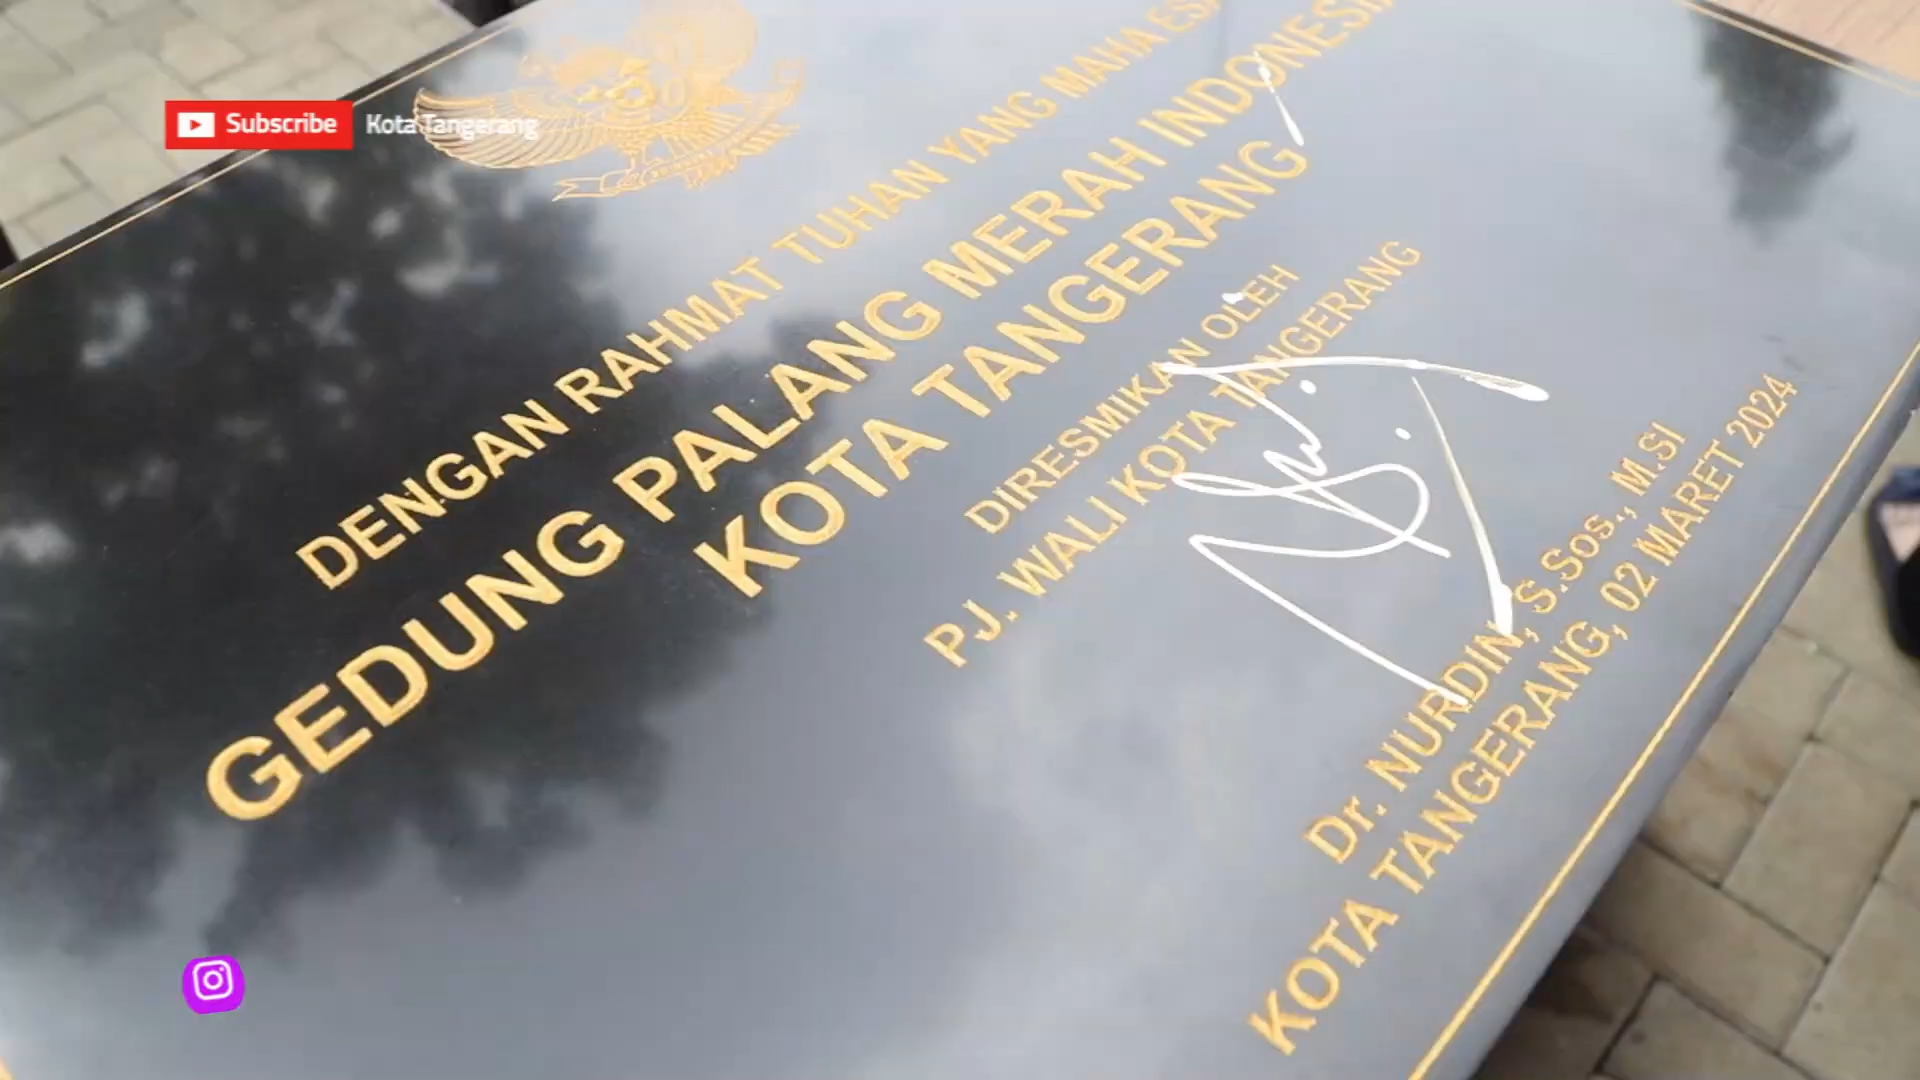 Subscribe Kota Tangerang
DENGAN RAHMAT TUHAN YANG MAHA
GEDUNG PALANG MERAH INDONESIA
KOTA TANGERANG
DIRESMIKAN OLEH
PJ. WALI KOTA TANGERANG
Dr. NURDIN, S.Sos., M.SI
KOTA TANGERANG, 02 MARET 2024